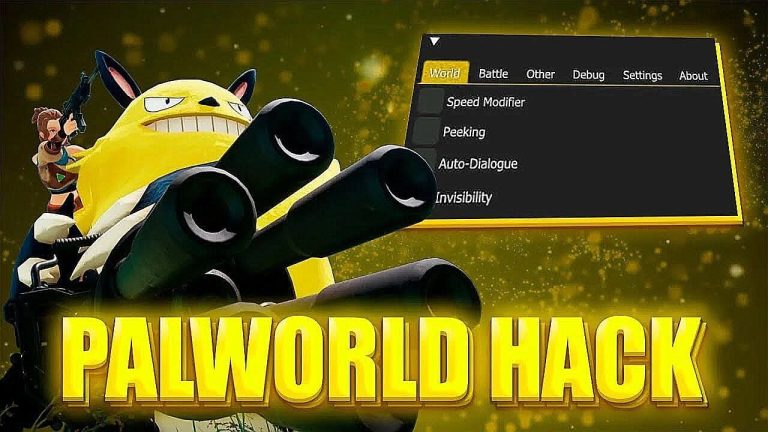 World Battle Other Debug Settings About
Speed Modifier
Peeking
Auto-Dialogue
Invisibility
PALWORLD HACK